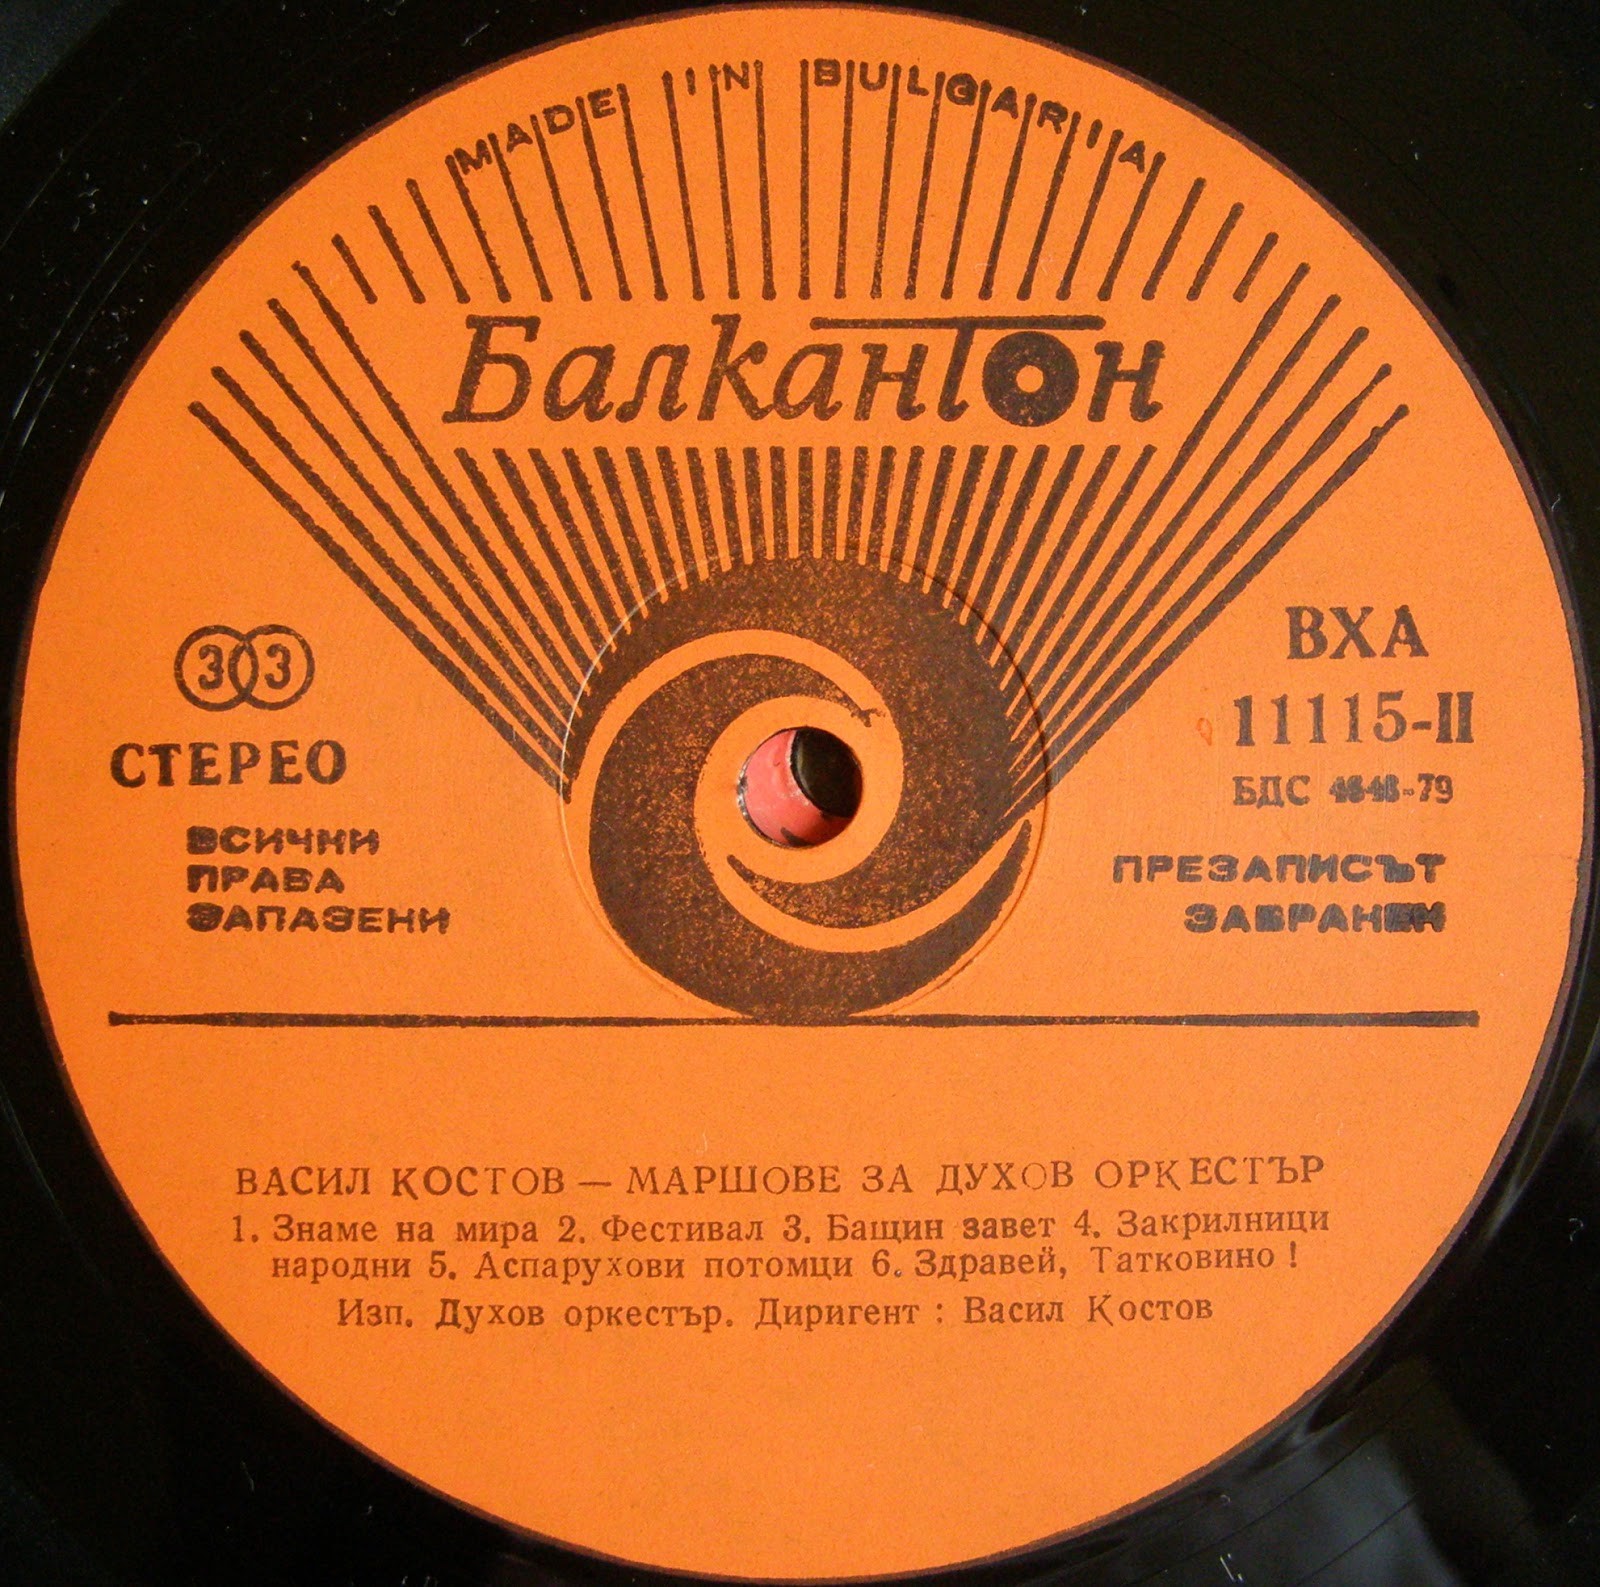 MADE IN BULGARIA
Балкантон
33
СТЕРЕО
ВСИЧКИ
ПРАВА
ЗАПАЗЕНИ
ВХА
11115-II
БДС 4848-79
ПРЕЗАПИСЪТ
ЗАБРАНЕН
ВАСИЛ КОСТОВ — МАРШОВЕ ЗА ДУХОВ ОРКЕСТЪР
1. Знаме на мира 2. Фестивал 3. Бащин завет 4. Закрилници
народни 5. Аспарухови потомци 6. Здравей, Татковино !
Изп. Духов оркестър. Диригент : Васил Костов